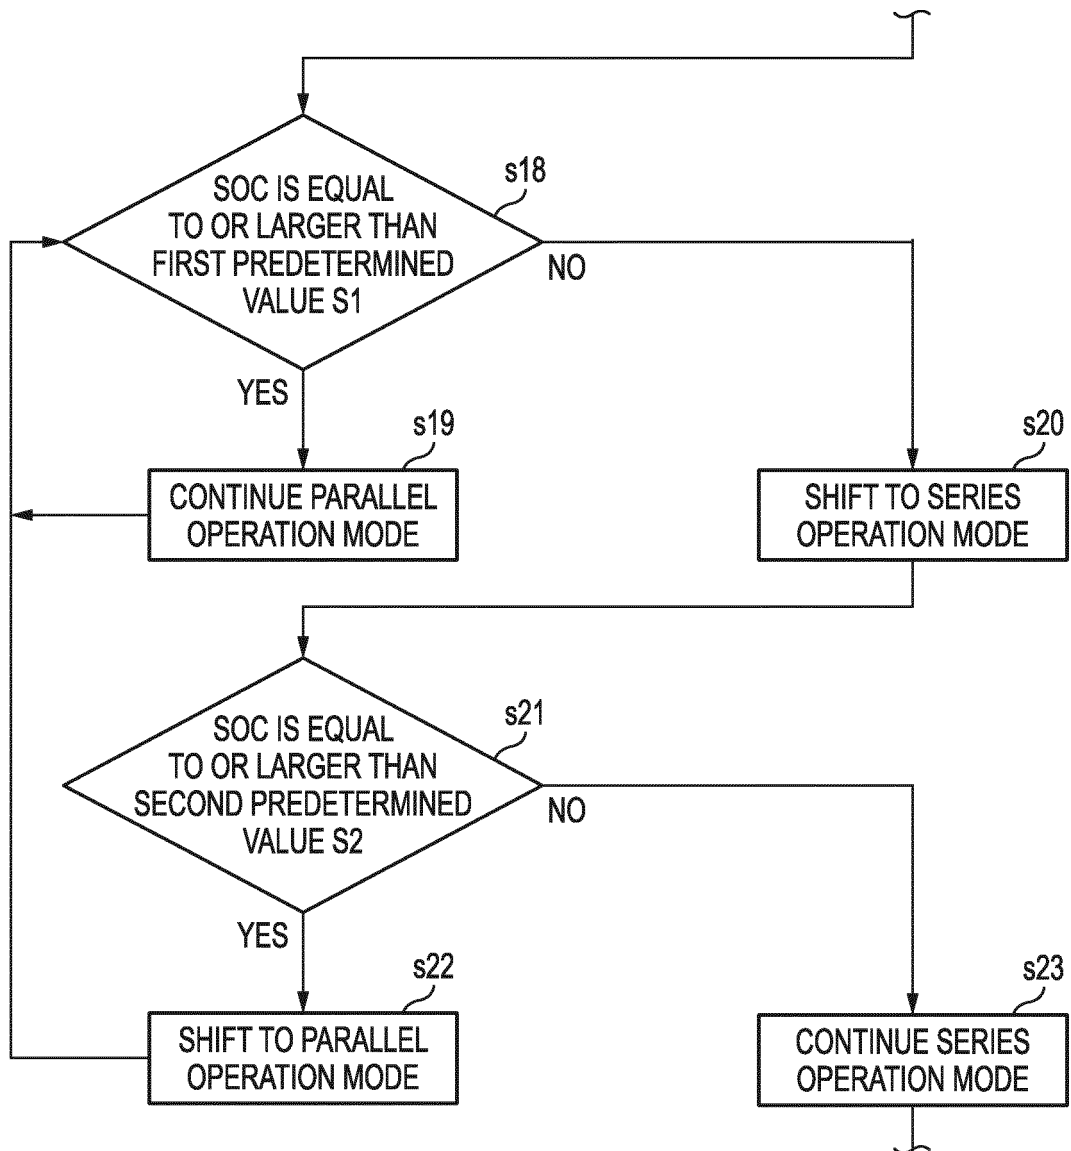 s18
SOC IS EQUAL
TO OR LARGER THAN
FIRST PREDETERMINED
VALUE S1
NO
YES
s19
CONTINUE PARALLEL
OPERATION MODE
s20
SHIFT TO SERIES
OPERATION MODE
s21
SOC IS EQUAL
TO OR LARGER THAN
SECOND PREDETERMINED
VALUE S2
NO
YES
s22
SHIFT TO PARALLEL
OPERATION MODE
s23
CONTINUE SERIES
OPERATION MODE